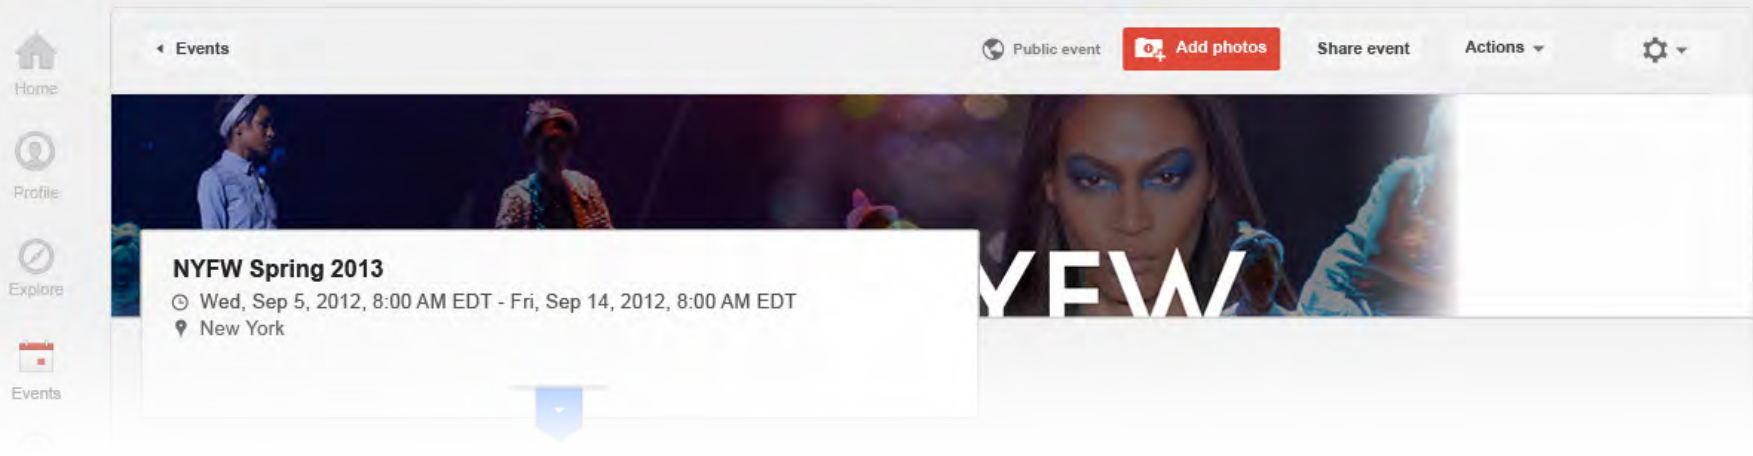 Events
Public event
Add photos
Share event
Actions
Home
Profile
Explore
Events
YFW
NYFW Spring 2013
Wed, Sep 5, 2012, 8:00 AM EDT - Fri, Sep 14, 2012, 8:00 AM EDT
New York